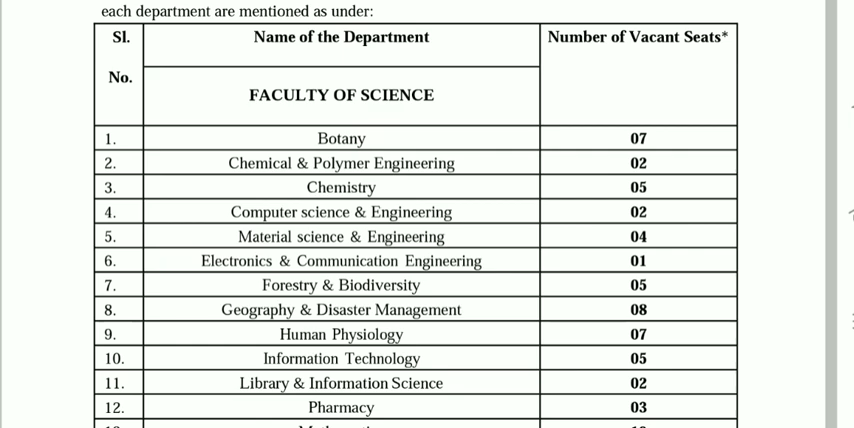 each department are mentioned as under:
Sl. No. Name of the Department Number of Vacant Seats*
FACULTY OF SCIENCE
1. Botany 07
2. Chemical & Polymer Engineering 02
3. Chemistry 05
4. Computer science & Engineering 02
5. Material science & Engineering 04
6. Electronics & Communication Engineering 01
7. Forestry & Biodiversity 05
8. Geography & Disaster Management 08
9. Human Physiology 07
10. Information Technology 05
11. Library & Information Science 02
12. Pharmacy 03